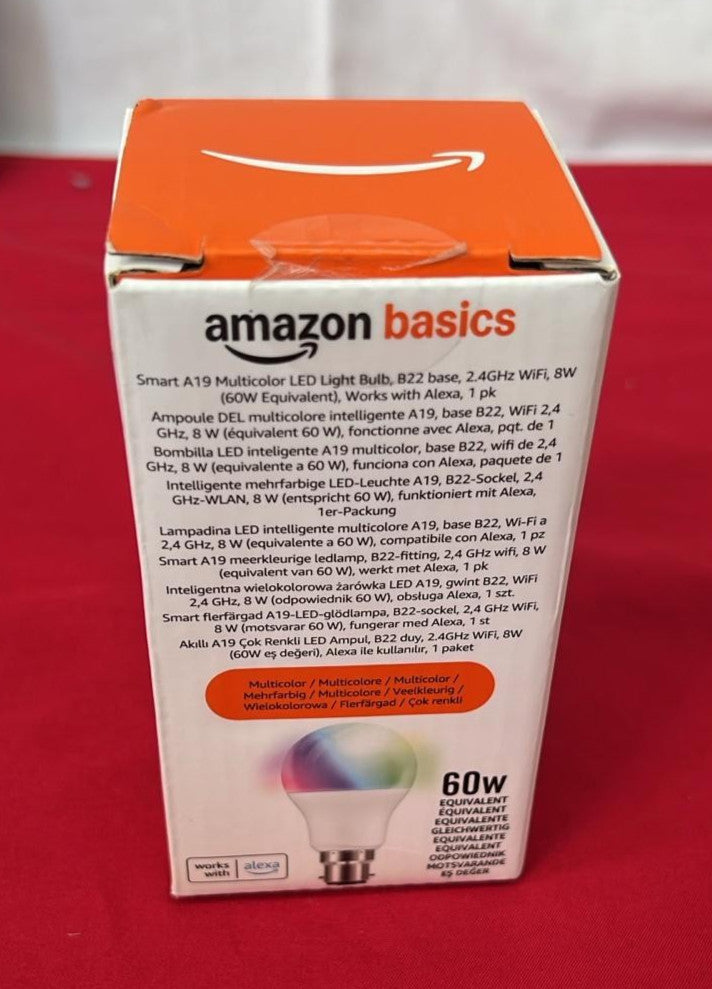 amazon basics
Smart A19 Multicolor LED Light Bulb, B22 base, 2.4GHz WiFi, 8W
(60W Equivalent), Works with Alexa, 1 pk
Ampoule DEL multicolore intelligente A19, base B22, WiFi 2,4
GHz, 8 W (équivalent 60 W), fonctionne avec Alexa, pqt. de 1
Bombilla LED inteligente A19 multicolor, base B22, wifi de 2,4
GHz, 8 W (equivalente a 60 W), funciona con Alexa, paquete de 1
Intelligente mehrfarbige LED-Leuchte A19, B22-Sockel, 2,4
GHz-WLAN, 8 W (entspricht 60 W), funktioniert mit Alexa,
1er-Packung
Lampadina LED intelligente multicolore A19, base B22, Wi-Fi a
2,4 GHz, 8 W (equivalente a 60 W), compatibile con Alexa, 1 pz
Smart A19 meerkleurige ledlamp, B22-fitting, 2,4 GHz wifi, 8 W
(equivalent van 60 W), werkt met Alexa, 1 pk
Inteligentna wielokolorowa żarówka LED A19, gwint B22, WiFi
2,4 GHz, 8 W (odpowiednik 60 W), obsługa Alexa, 1 szt.
Smart flerfärgad A19-LED-glödlampa, B22-sockel, 2,4 GHz WiFi,
8 W (motsvarar 60 W), fungerar med Alexa, 1 st
Akıllı A19 Çok Renkli LED Ampul, B22 duy, 2.4GHz WiFi, 8W
(60W eş değeri), Alexa ile kullanılır, 1 paket
Multicolor / Multicolore / Multicolor /
Mehrfarbig / Multicolore / Veelkleurig /
Wielokolorowa / Flerfärgad / Çok renkli
60W
EQUIVALENT
ÉQUIVALENT
EQUIVALENTE
GLEICHWERTIG
EQUIVALENTE
EQUIVALENT
ODPOWIEDNIK
MOTSVARANDE
EŞ DEĞER
works with alexa